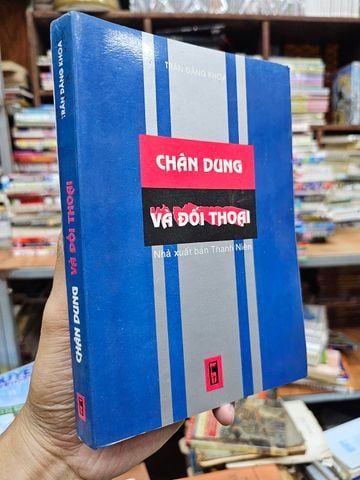 TRẦN ĐĂNG KHOA
CHÂN DUNG
VÀ ĐỐI THOẠI
Nhà xuất bản Thanh Niên
TRẦN ĐĂNG KHOA
CHÂN DUNG VÀ ĐỐI THOẠI